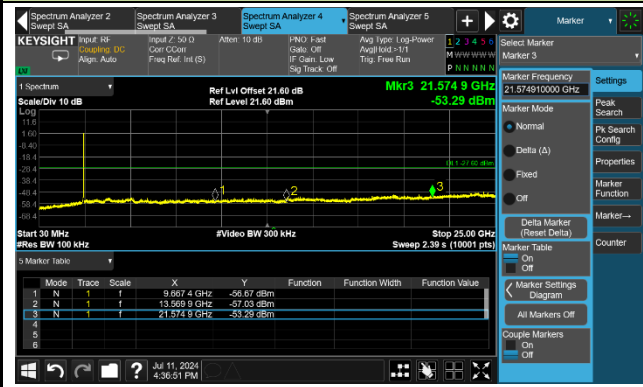 Spectrum Analyzer 2
Swept SA
Spectrum Analyzer 3
Swept SA
Spectrum Analyzer 4
Swept SA
Spectrum Analyzer 5
Swept SA
Marker
KEYSIGHT
Input: RF
Coupling: DC
Align: Auto
Input Z: 50 Ω
Corr CCorr
Freq Ref: Int (S)
Atten: 10 dB
PNO: Fast
Gate: Off
IF Gain: Low
Sig Track: Off
Avg Type: Log-Power
Avg|Hold:>1/1
Trig: Free Run
1 2 3 4 5 6
M W W W W W
P N N N N N
LU
Select Marker
Marker 3
1 Spectrum
Scale/Div 10 dB
Ref Lvl Offset 21.60 dB
Ref Level 21.60 dBm
Mkr3 21.574 9 GHz
-53.29 dBm
Log
11.6
1.60
-8.40
-18.4
-28.4
-38.4
-48.4
-58.4
-68.4
DL1 -27.60 dBm
1
2
3
Start 30 MHz
#Res BW 100 kHz
#Video BW 300 kHz
Stop 25.00 GHz
Sweep 2.39 s (10001 pts)
5 Marker Table
Mode Trace Scale X Y Function Function Width Function Value
1 N 1 f 9.667 4 GHz -56.67 dBm
2 N 1 f 13.569 9 GHz -57.03 dBm
3 N 1 f 21.574 9 GHz -53.29 dBm
4
5
6
Marker Frequency
21.574910000 GHz
Marker Mode
Normal
Delta (Δ)
Fixed
Off
Delta Marker
(Reset Delta)
Marker Table
On
Off
Marker Settings
Diagram
All Markers Off
Couple Markers
On
Off
Settings
Peak
Search
Pk Search
Config
Properties
Marker
Function
Marker→
Counter
?
Jul 11, 2024
4:36:51 PM